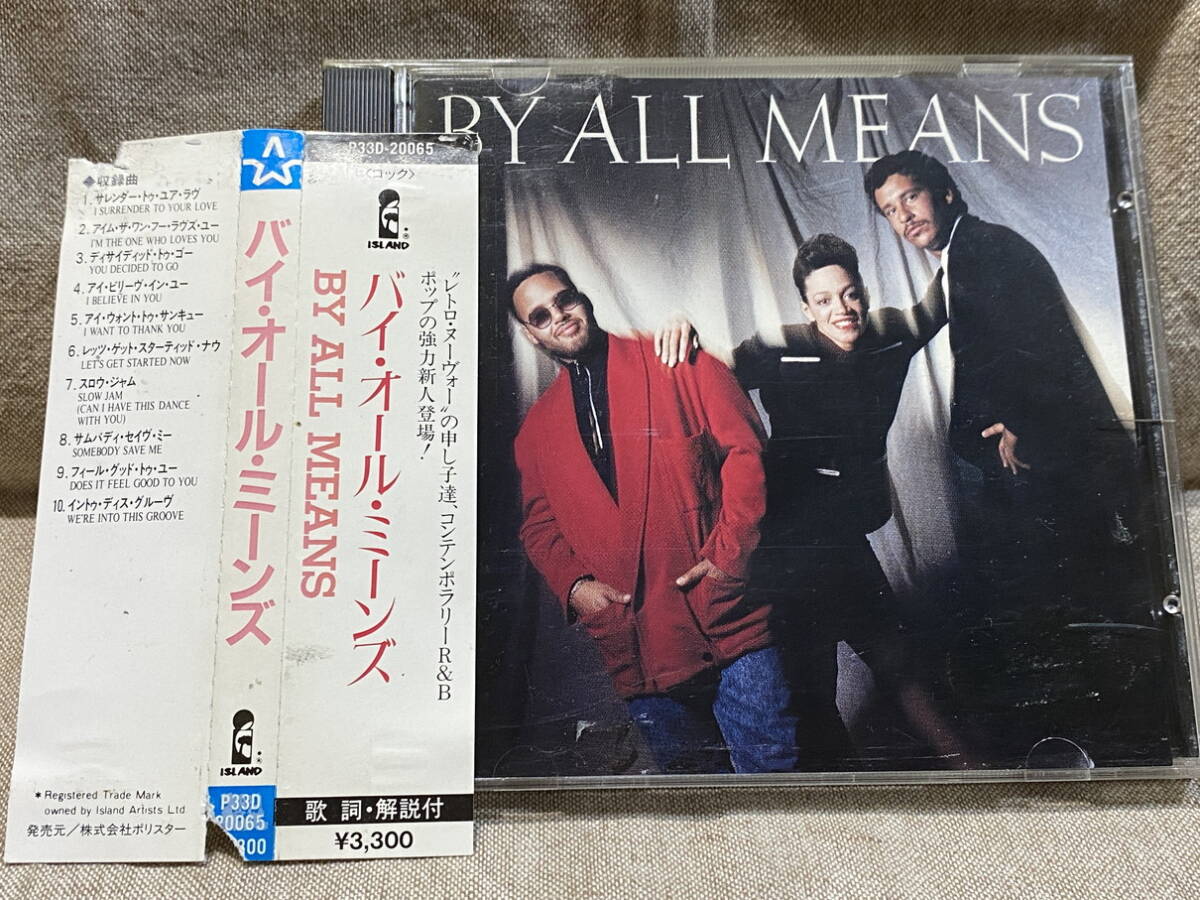 ◆収録曲
1. サレンダー・トゥ・ユア・ラヴ
I SURRENDER TO YOUR LOVE
2. アイム・ザ・ワン・フー・ラヴズ・ユー
I'M THE ONE WHO LOVES YOU
3. ディサイディッド・トゥ・ゴー
YOU DECIDED TO GO
4. アイ・ビリーヴ・イン・ユー
I BELIEVE IN YOU
5. アイ・ウォント・トゥ・サンキュー
I WANT TO THANK YOU
6. レッツ・ゲット・スターティッド・ナウ
LET'S GET STARTED NOW
7. スロウ・ジャム
SLOW JAM
(CAN I HAVE THIS DANCE
WITH YOU)
8. サムバディ・セイヴ・ミー
SOMEBODY SAVE ME
9. フィール・グッド・トゥ・ユー
DOES IT FEEL GOOD TO YOU
10. イントゥ・ディス・グルーヴ
WE'RE INTO THIS GROOVE
* Registered Trade Mark
owned by Island Artists Ltd
発売元/株式会社ポリスター
バイ・オール・ミーンズ
ISLAND
P33D
20065
300
P33D-20065
〈コック〉
ISLAND®
"レトロ・ヌーヴォー"の申し子達、コンテンポラリーR&B
ポップの強力新人登場!
バイ・オール・ミーンズ
BY ALL MEANS
歌詞・解説付
¥3,300
BY ALL MEANS